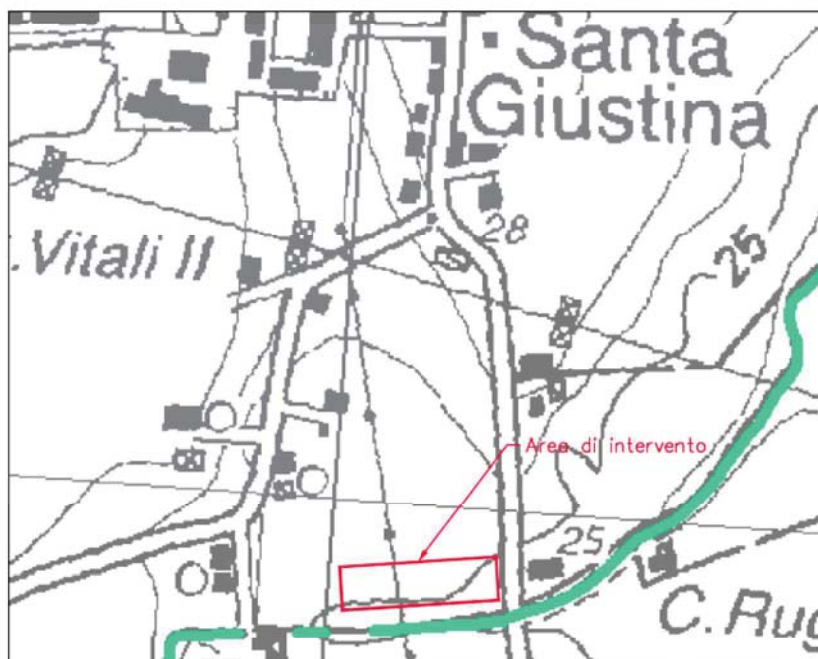 Santa
Giustina
28
. Vitali II
25
Area di intervento
25
C. Rug